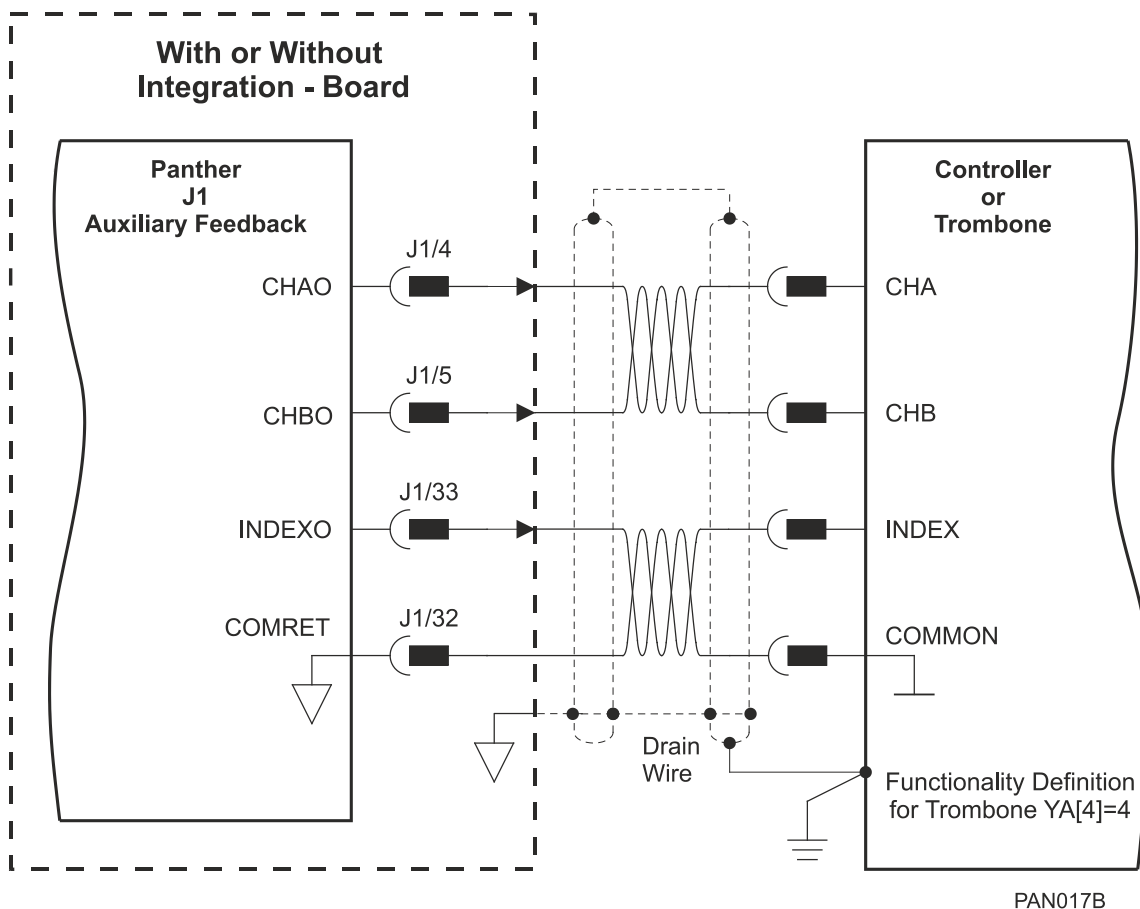 With or Without
Integration - Board
Panther
J1
Auxiliary Feedback
Controller
or
Trombone
J1/4
CHAO
CHA
J1/5
CHBO
CHB
J1/33
INDEXO
INDEX
J1/32
COMRET
COMMON
Drain
Wire
Functionality Definition
for Trombone YA[4]=4
PAN017B